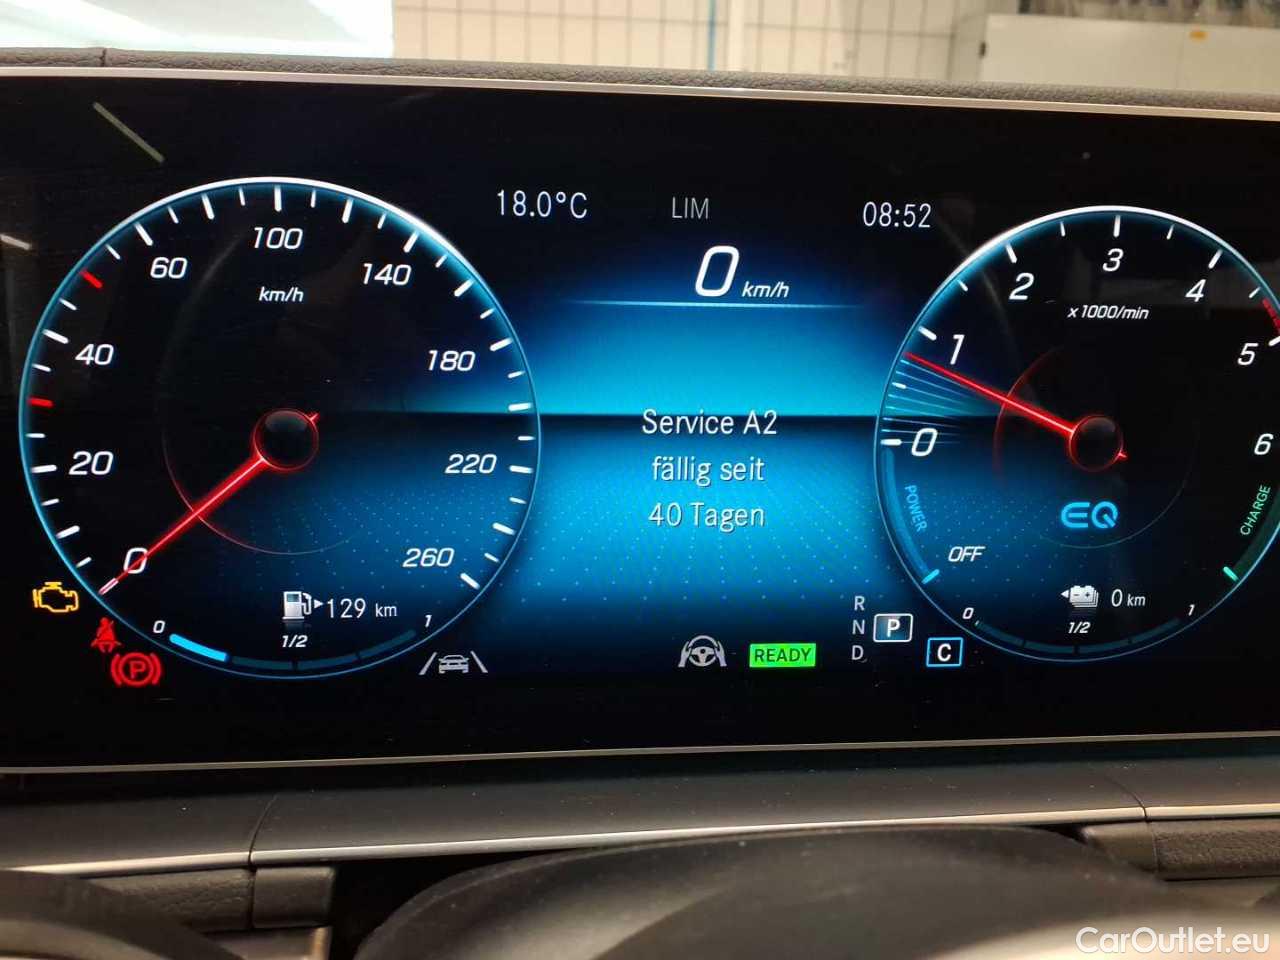 18.0°C LIM 08:52
0 km/h
Service A2
fällig seit
40 Tagen
0 20 40 60 100 140 180 220 260
km/h
129 km
0 1/2 1
READY
R
N P
D
C
0 1 2 3 4 5 6
x1000/min
EQ
POWER
OFF
CHARGE
0 km
0 1/2 1
P
CarOutlet.eu